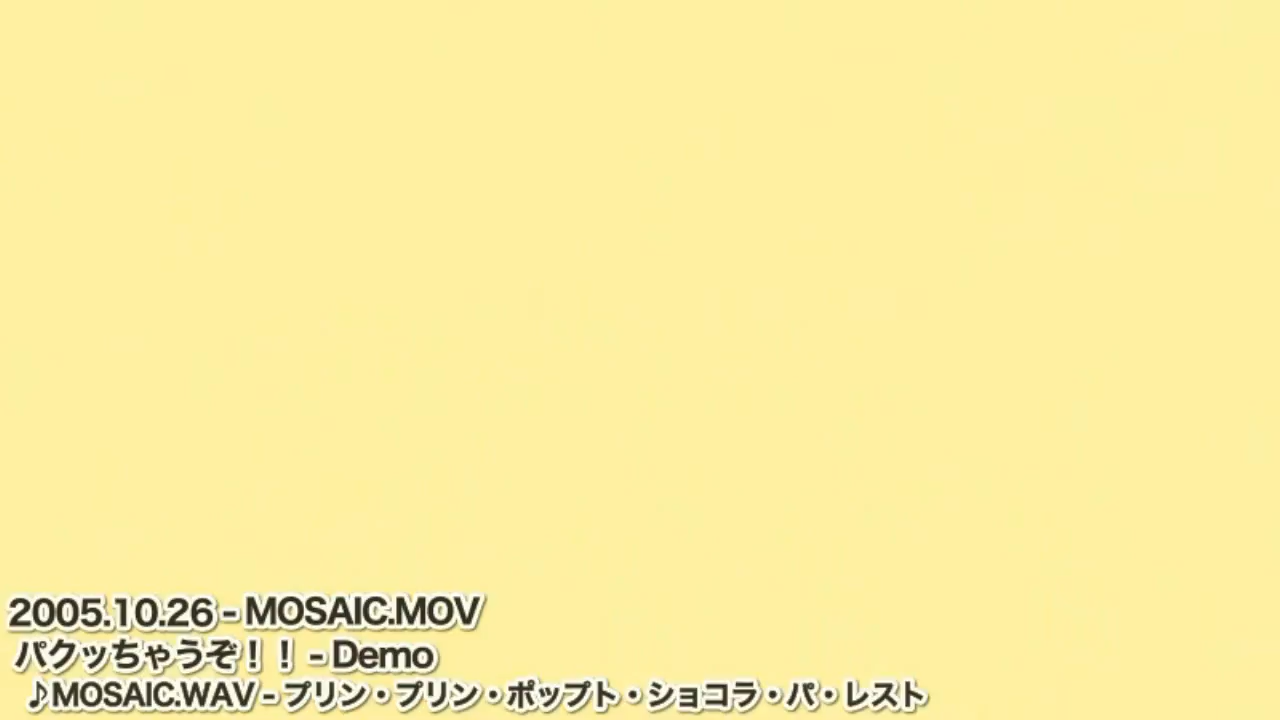 2005.10.26 - MOSAIC.MOV
パクッちゃうぞ！！ - Demo
♪MOSAIC.WAV - プリン・プリン・ポップト・ショコラ・パ・レスト